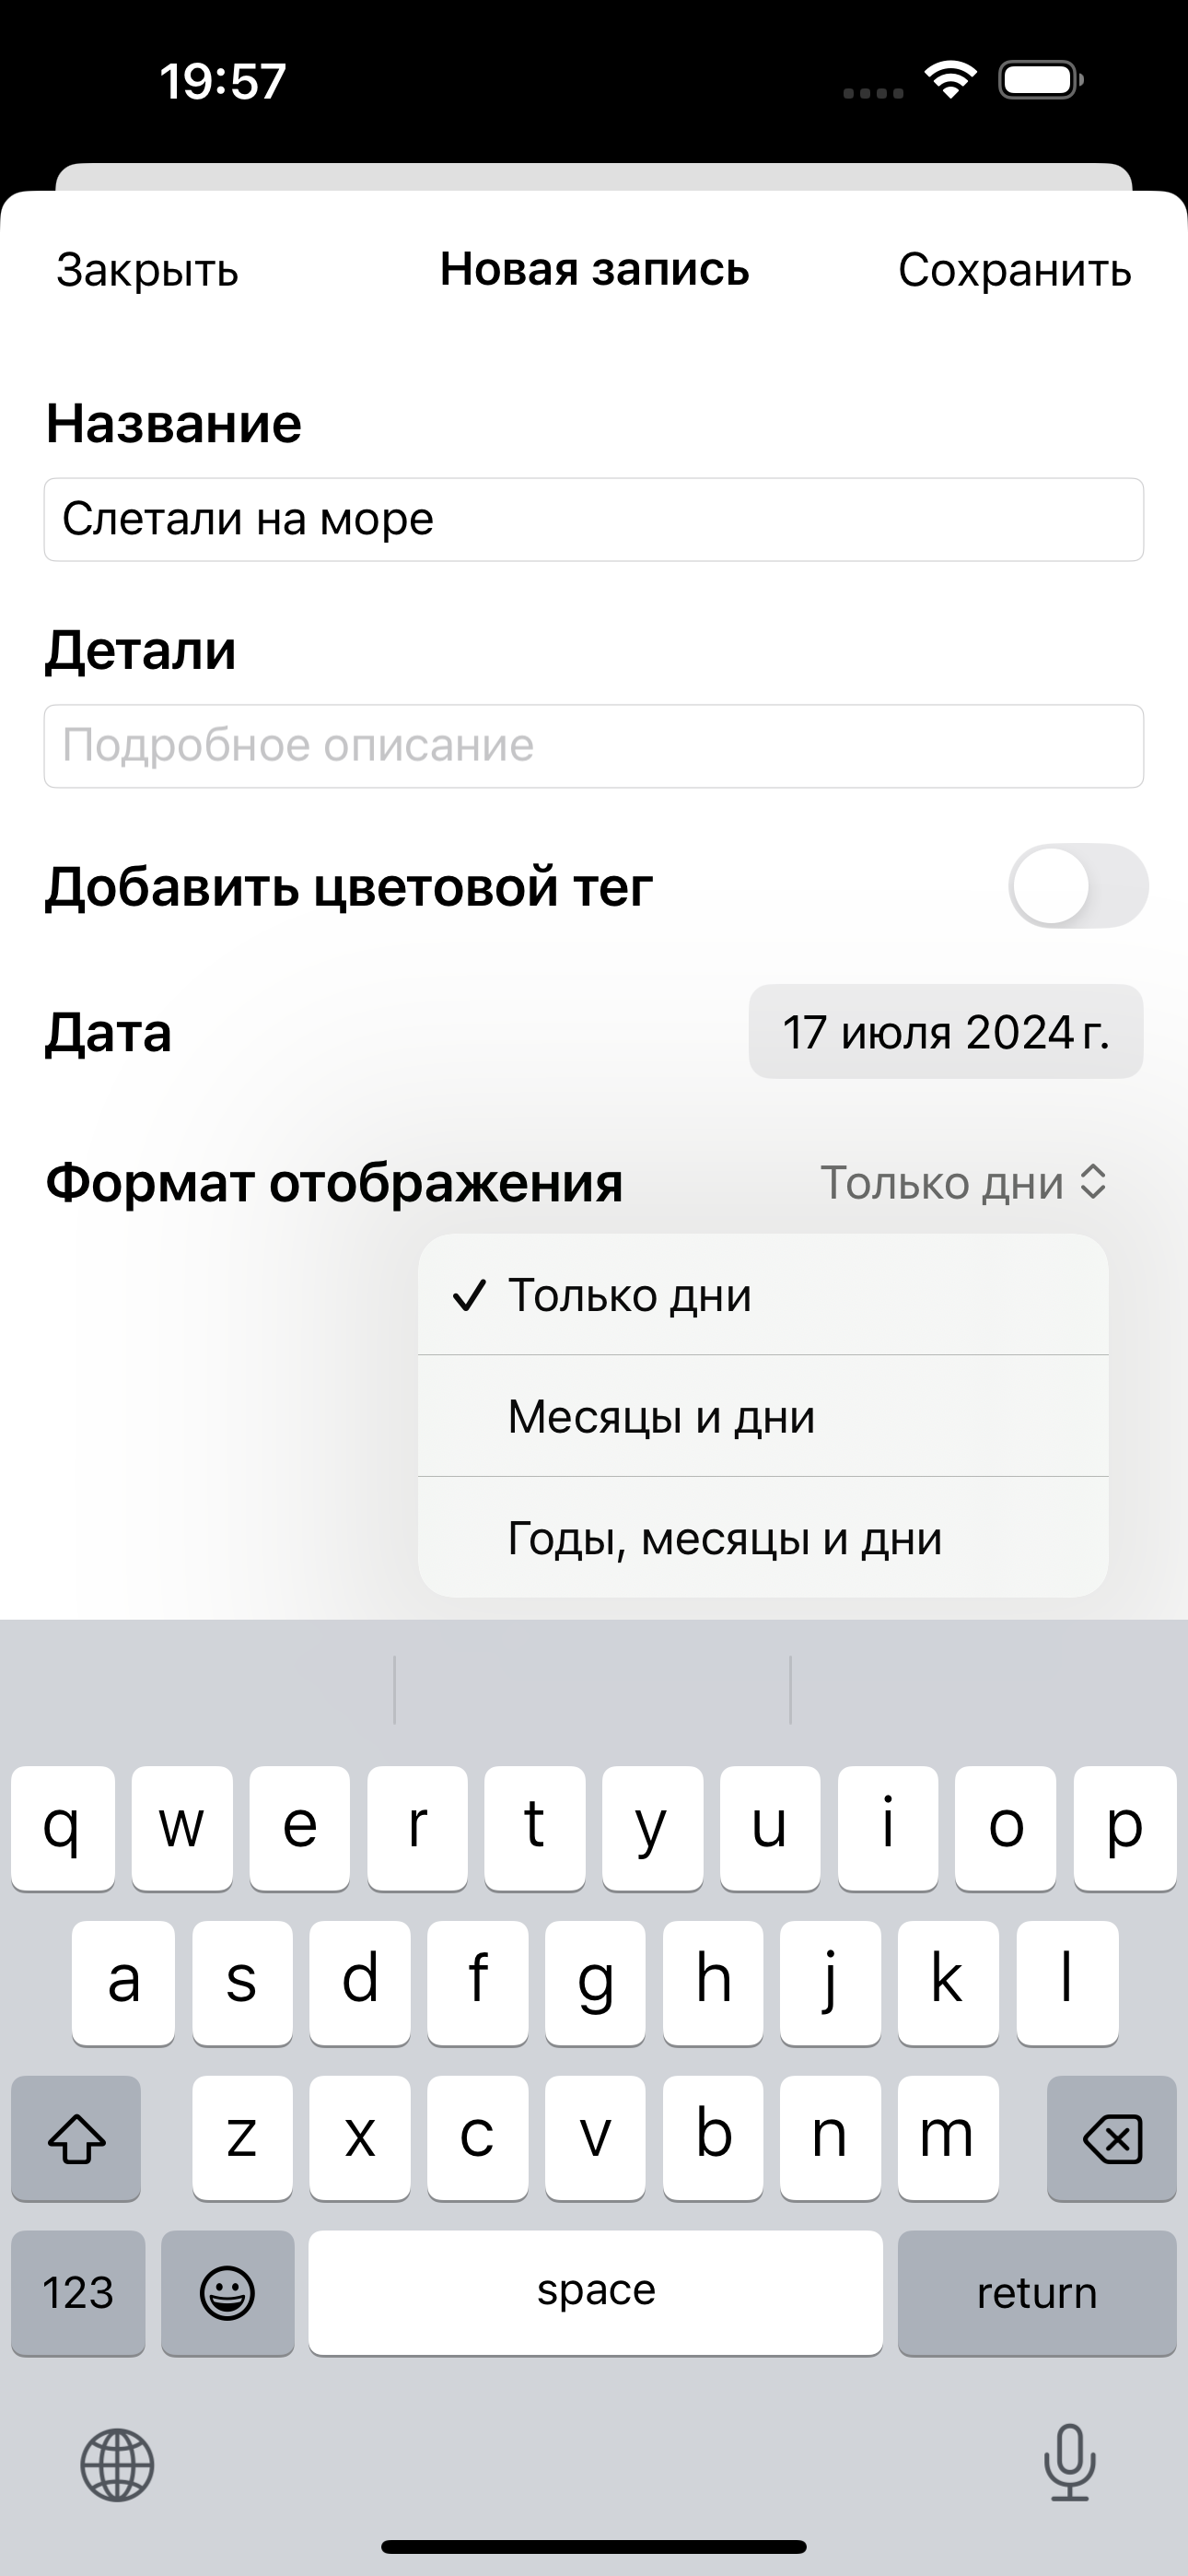 19:57
Закрыть Новая запись Сохранить
Название
Слетали на море
Детали
Подробное описание
Добавить цветовой тег
Дата 17 июля 2024 г.
Формат отображения Только дни
Только дни
Месяцы и дни
Годы, месяцы и дни
q w e r t y u i o p
a s d f g h j k l
z x c v b n m
123 space return